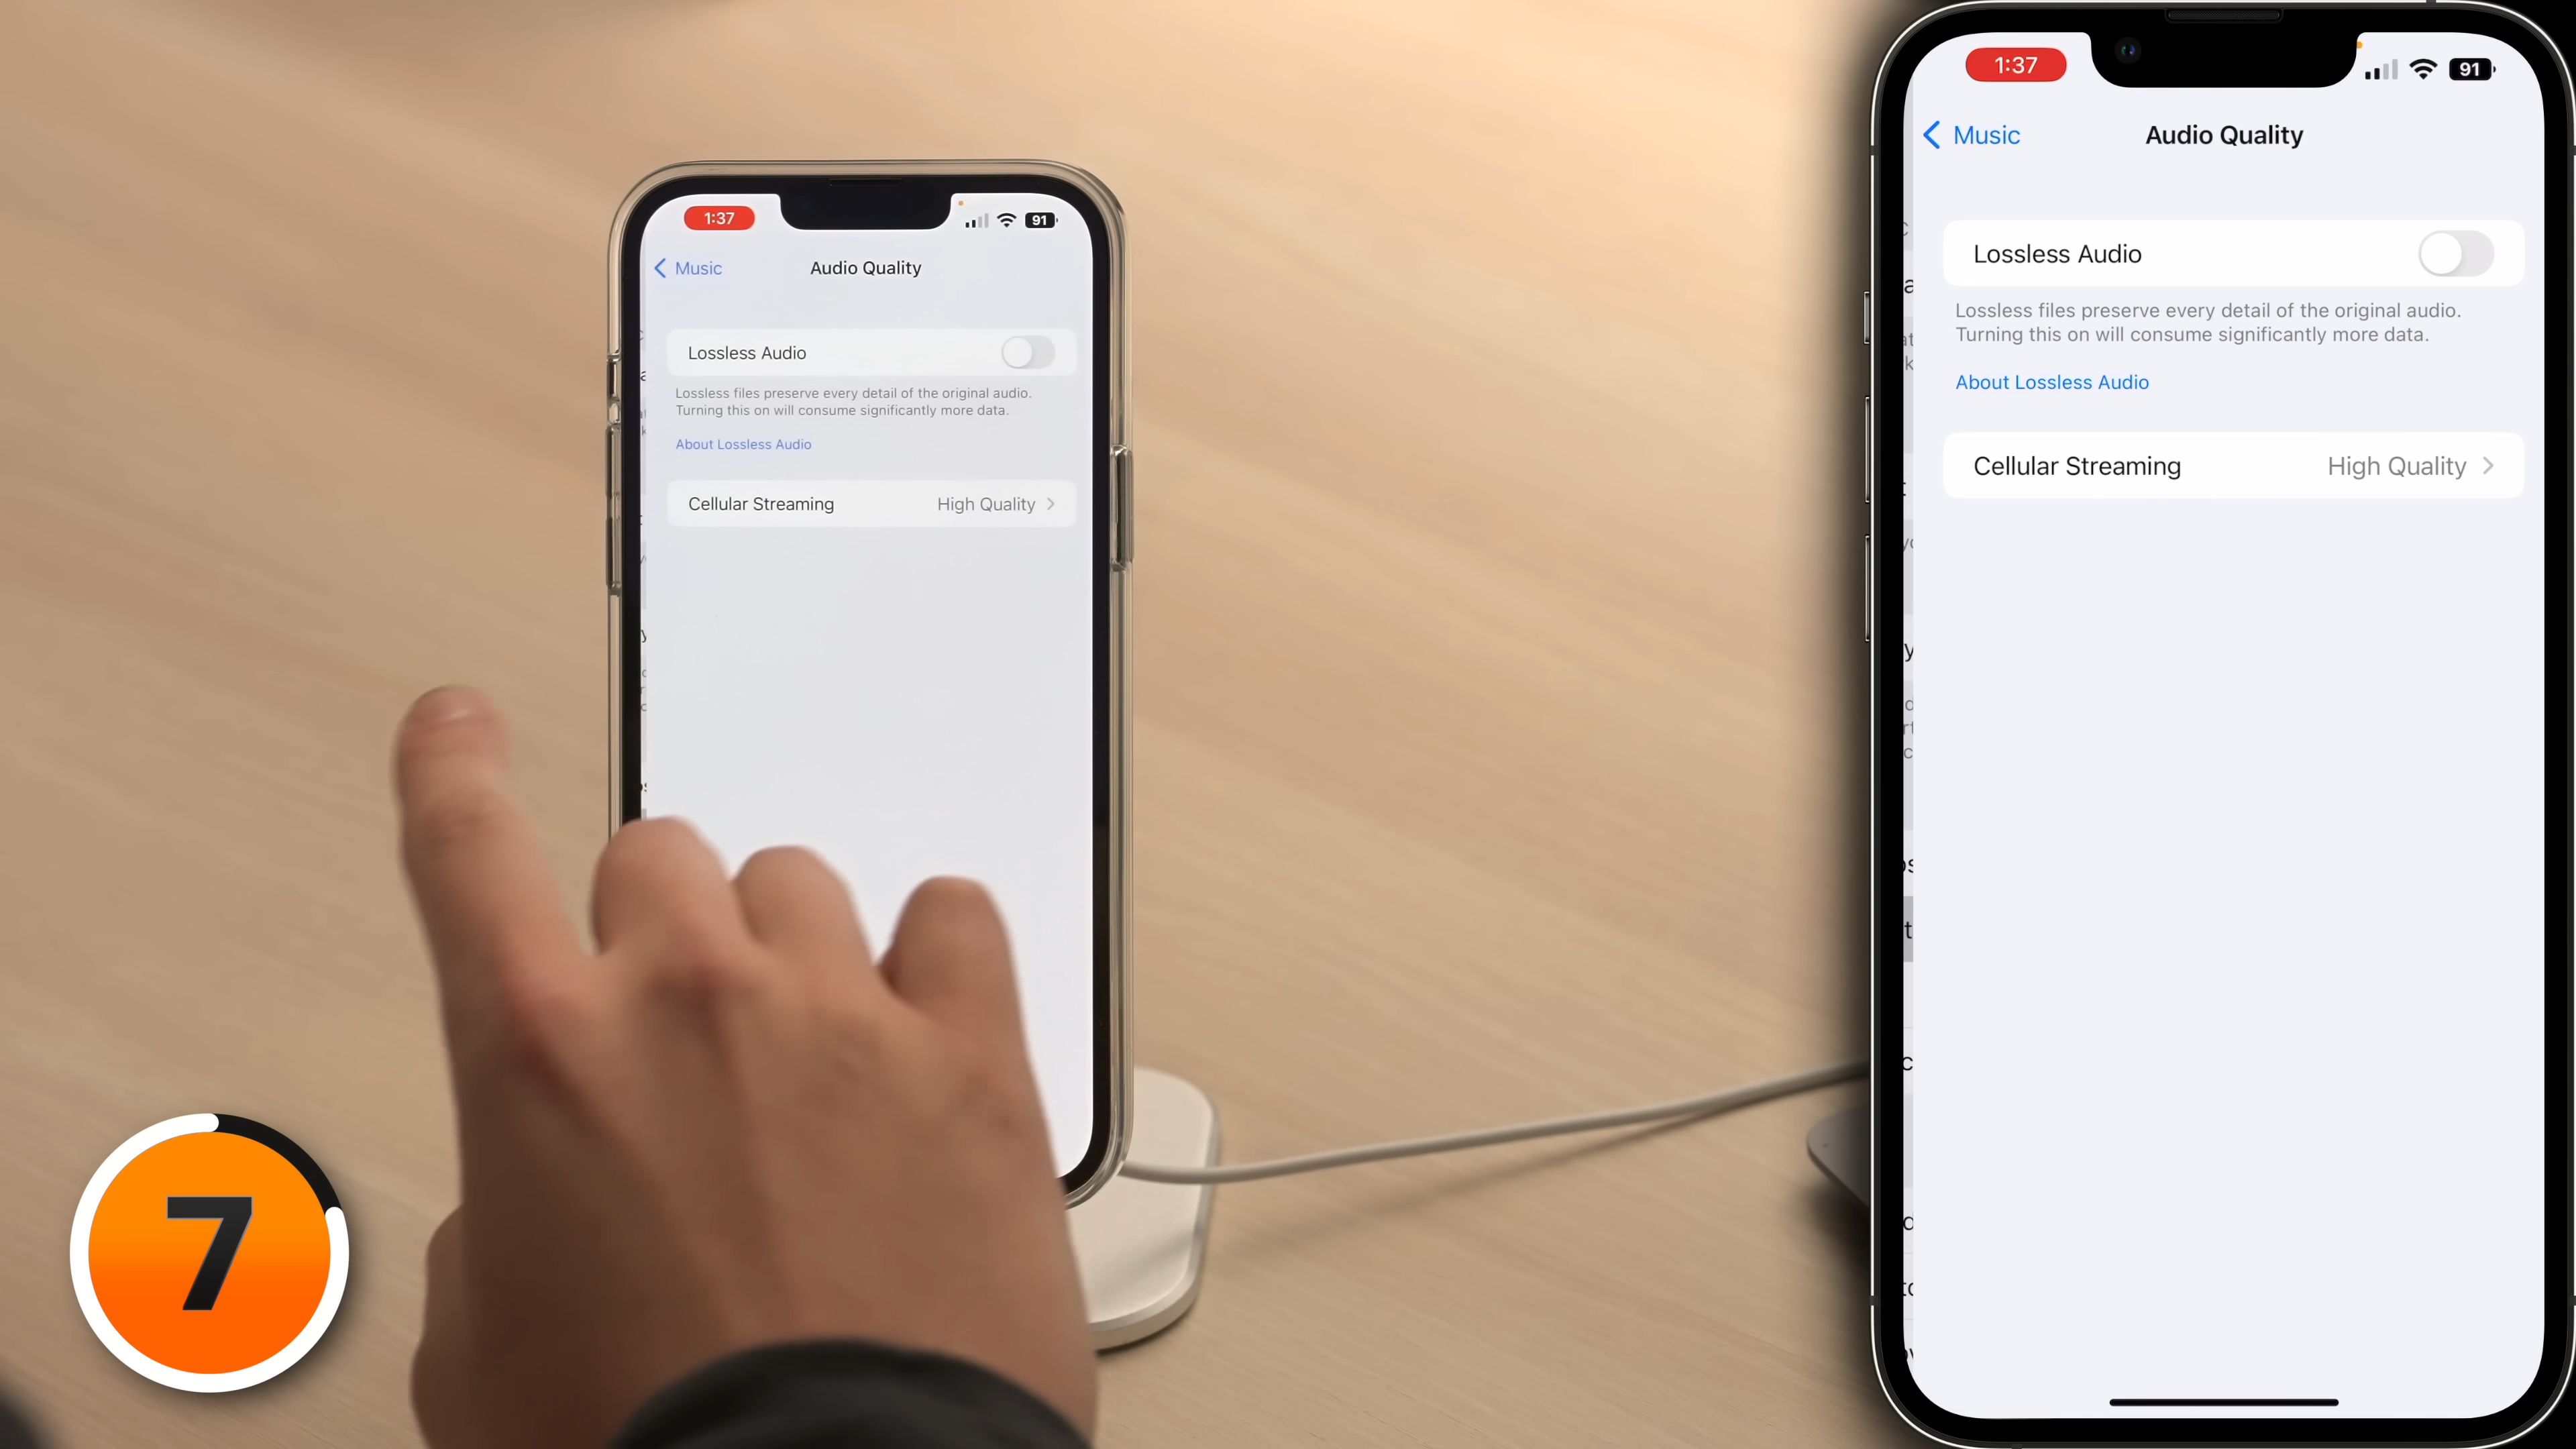 1:37
91
Music
Audio Quality
Lossless Audio
Lossless files preserve every detail of the original audio.
Turning this on will consume significantly more data.
About Lossless Audio
Cellular Streaming
High Quality
7
1:37
91
Music
Audio Quality
Lossless Audio
Lossless files preserve every detail of the original audio.
Turning this on will consume significantly more data.
About Lossless Audio
Cellular Streaming
High Quality